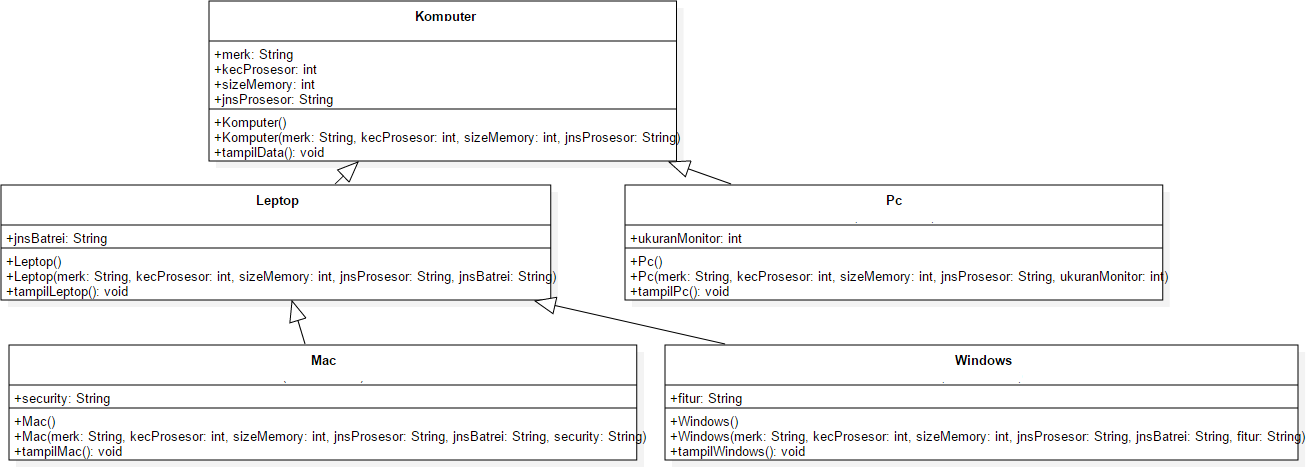 Komputer
+merk: String
+kecProsesor: int
+sizeMemory: int
+jnsProsesor: String
+Komputer()
+Komputer(merk: String, kecProsesor: int, sizeMemory: int, jnsProsesor: String)
+tampilData(): void
Leptop
+jnsBatrei: String
+Leptop()
+Leptop(merk: String, kecProsesor: int, sizeMemory: int, jnsProsesor: String, jnsBatrei: String)
+tampilLeptop(): void
Pc
+ukuranMonitor: int
+Pc()
+Pc(merk: String, kecProsesor: int, sizeMemory: int, jnsProsesor: String, ukuranMonitor: int)
+tampilPc(): void
Mac
+security: String
+Mac()
+Mac(merk: String, kecProsesor: int, sizeMemory: int, jnsProsesor: String, jnsBatrei: String, security: String)
+tampilMac(): void
Windows
+fitur: String
+Windows()
+Windows(merk: String, kecProsesor: int, sizeMemory: int, jnsProsesor: String, jnsBatrei: String, fitur: String)
+tampilWindows(): void